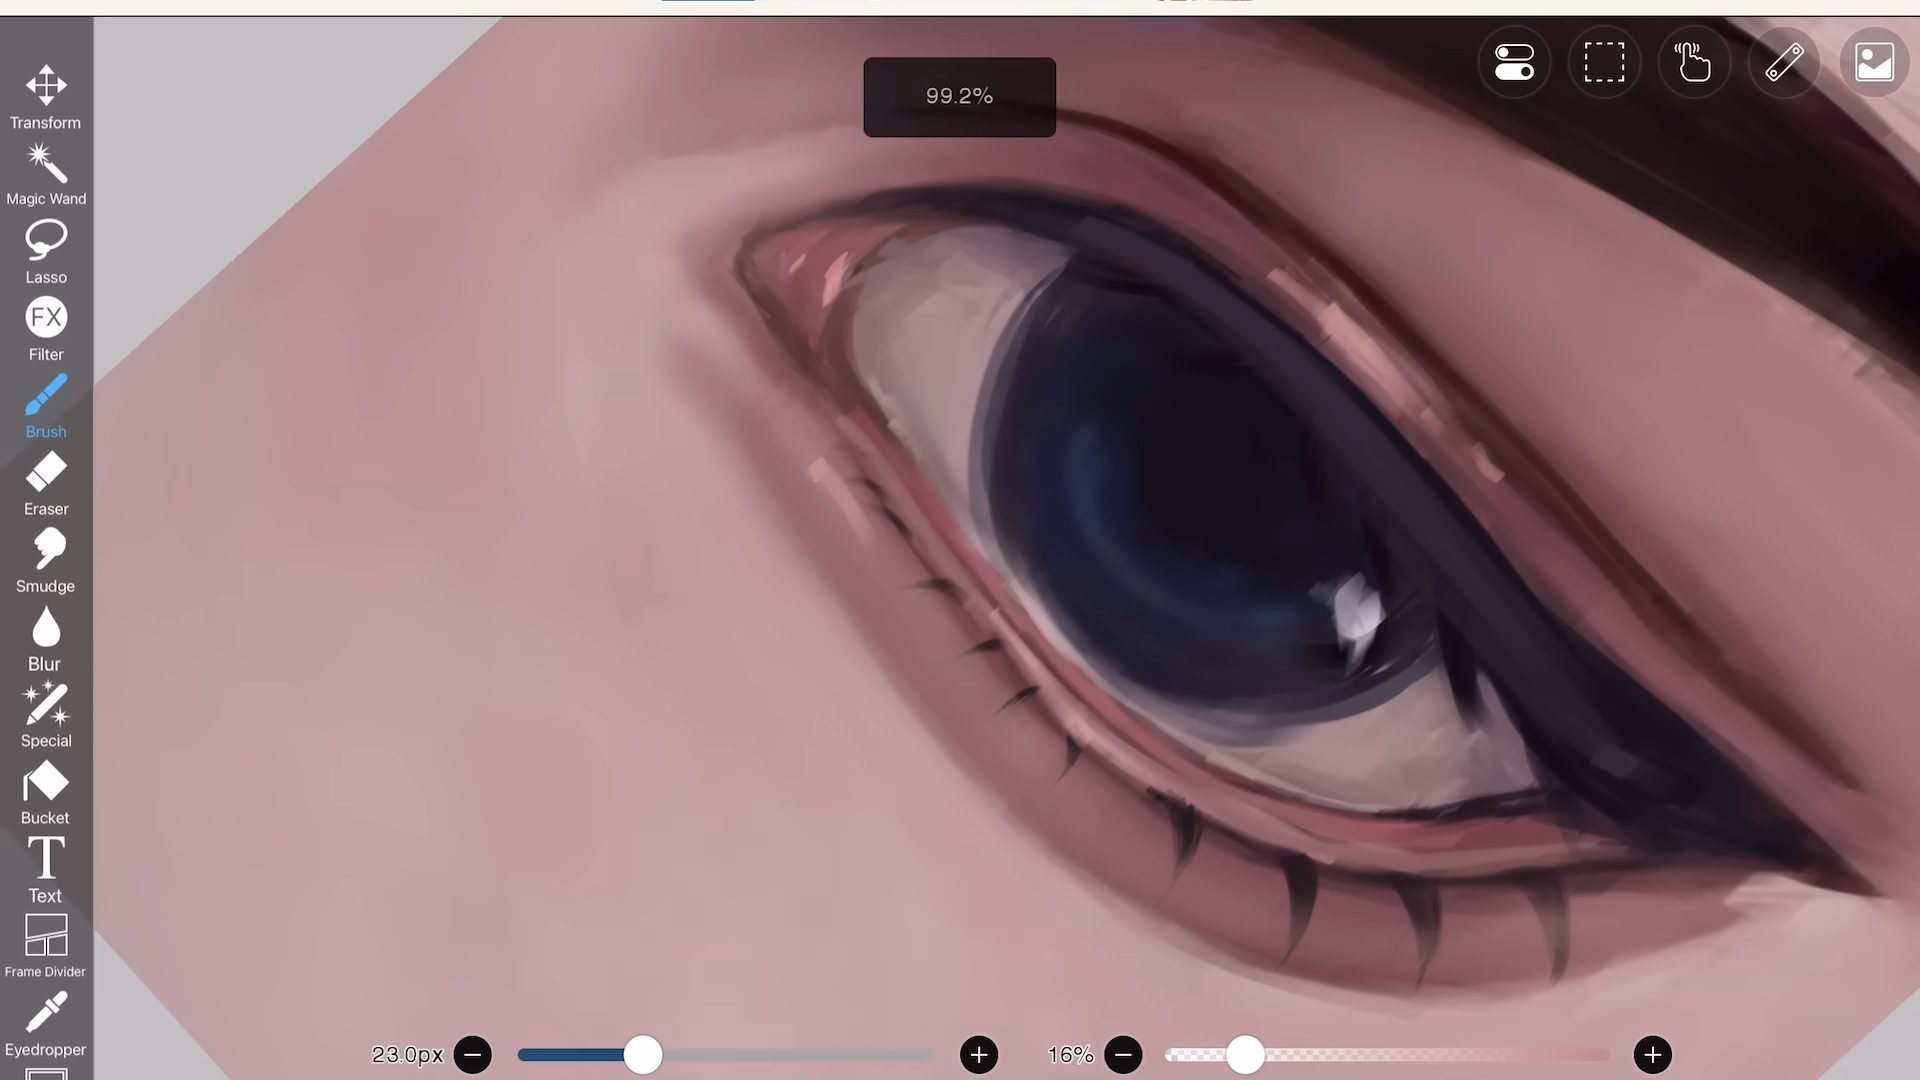 99.2%
Transform
Magic Wand
Lasso
FX
Filter
Brush
Eraser
Smudge
Blur
Special
Bucket
T
Text
Frame Divider
Eyedropper
23.0px
16%